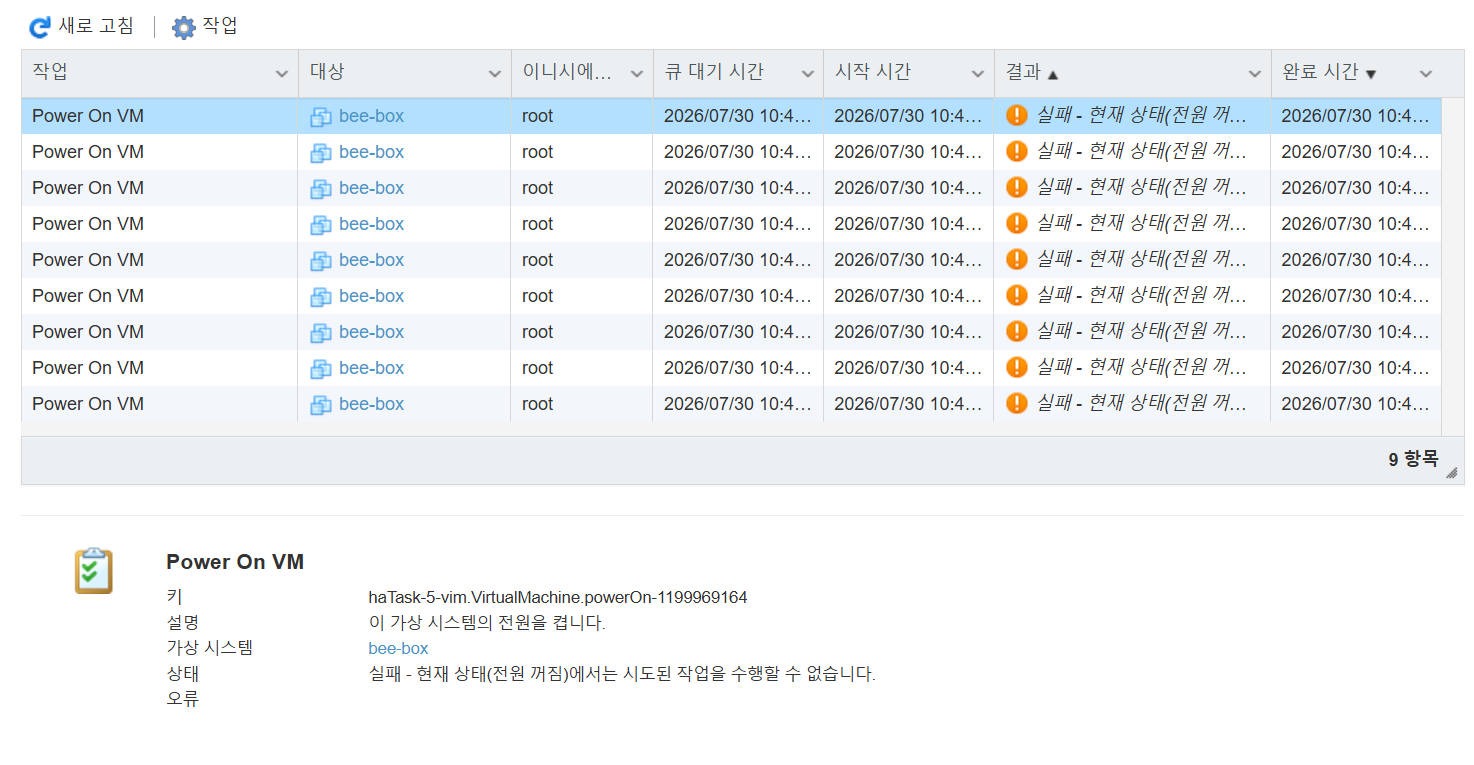 새로 고침 작업
작업 대상 이니시에... 큐 대기 시간 시작 시간 결과 ▲ 완료 시간 ▼
Power On VM bee-box root 2026/07/30 10:4... 2026/07/30 10:4... 실패 - 현재 상태(전원 꺼... 2026/07/30 10:4...
Power On VM bee-box root 2026/07/30 10:4... 2026/07/30 10:4... 실패 - 현재 상태(전원 꺼... 2026/07/30 10:4...
Power On VM bee-box root 2026/07/30 10:4... 2026/07/30 10:4... 실패 - 현재 상태(전원 꺼... 2026/07/30 10:4...
Power On VM bee-box root 2026/07/30 10:4... 2026/07/30 10:4... 실패 - 현재 상태(전원 꺼... 2026/07/30 10:4...
Power On VM bee-box root 2026/07/30 10:4... 2026/07/30 10:4... 실패 - 현재 상태(전원 꺼... 2026/07/30 10:4...
Power On VM bee-box root 2026/07/30 10:4... 2026/07/30 10:4... 실패 - 현재 상태(전원 꺼... 2026/07/30 10:4...
Power On VM bee-box root 2026/07/30 10:4... 2026/07/30 10:4... 실패 - 현재 상태(전원 꺼... 2026/07/30 10:4...
Power On VM bee-box root 2026/07/30 10:4... 2026/07/30 10:4... 실패 - 현재 상태(전원 꺼... 2026/07/30 10:4...
Power On VM bee-box root 2026/07/30 10:4... 2026/07/30 10:4... 실패 - 현재 상태(전원 꺼... 2026/07/30 10:4...
9 항목
Power On VM
키 haTask-5-vim.VirtualMachine.powerOn-1199969164
설명 이 가상 시스템의 전원을 켭니다.
가상 시스템 bee-box
상태 실패 - 현재 상태(전원 꺼짐)에서는 시도된 작업을 수행할 수 없습니다.
오류